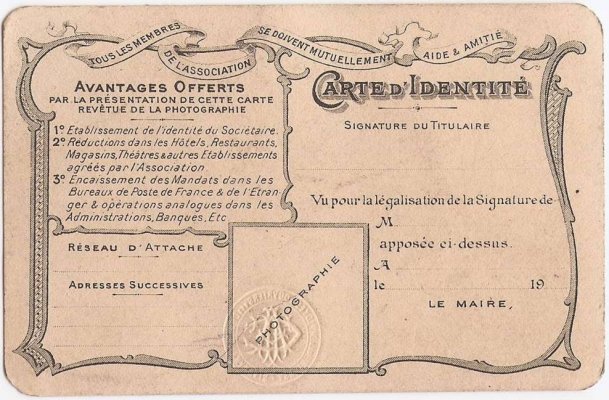 TOUS LES MEMBRES
DE L'ASSOCIATION
SE DOIVENT MUTUELLEMENT
AIDE & AMITIÉ
AVANTAGES OFFERTS
PAR LA PRÉSENTATION DE CETTE CARTE
REVÊTUE DE LA PHOTOGRAPHIE
1º Etablissement de l'identité du Sociétaire.
2º Réductions dans les Hôtels, Restaurants,
Magasins, Théâtres & autres Etablissements
agréés par l'Association.
3º Encaissement des Mandats dans les
Bureaux de Poste de France & de l'Etran
ger & opérations analogues dans les
Administrations, Banques, Etc
RÉSEAU D'ATTACHE
ADRESSES SUCCESSIVES
PHOTOGRAPHIE
CARTE D'IDENTITÉ
SIGNATURE DU TITULAIRE
Vu pour la légalisation de la Signature de
M
apposée ci-dessus.
A
le 19
LE MAIRE,